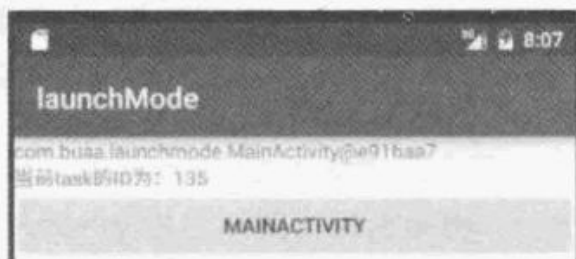 8:07
launchMode
com.buaa.launchmode.MainActivity@e91baa7
当前task的ID为：135
MAINACTIVITY